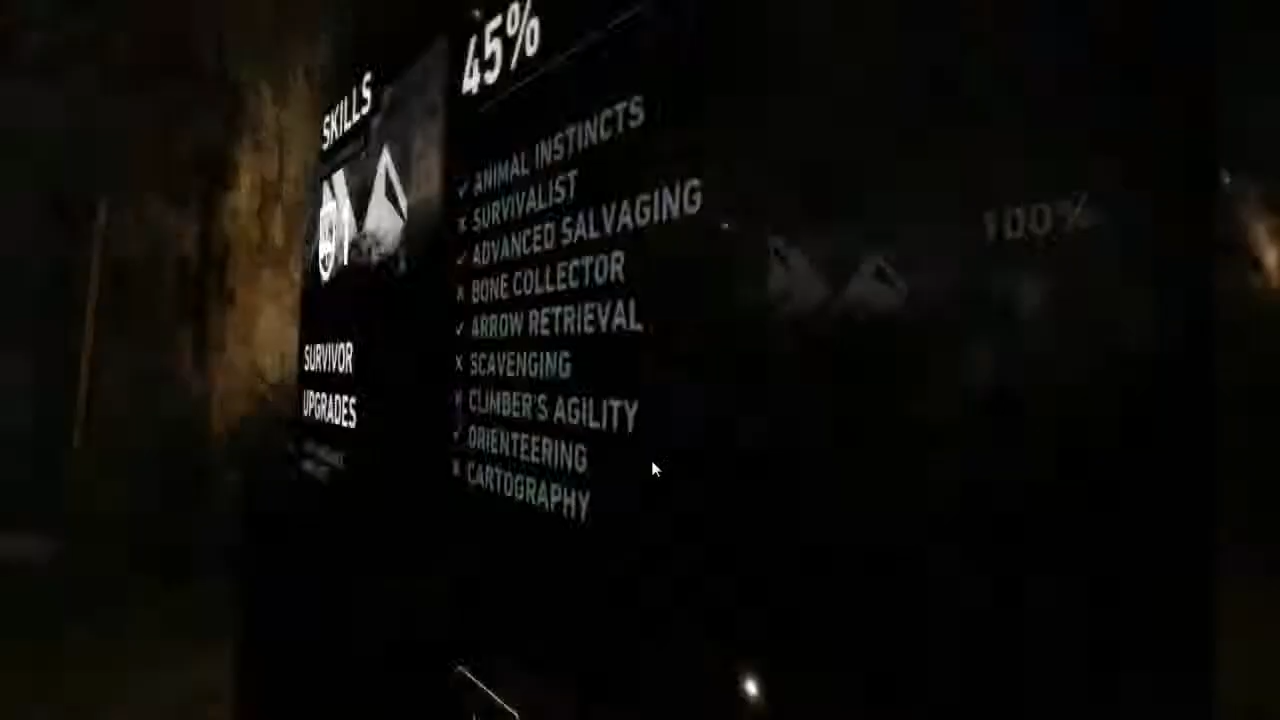 SKILLS
SURVIVOR
UPGRADES
45%
ANIMAL INSTINCTS
SURVIVALIST
ADVANCED SALVAGING
BONE COLLECTOR
ARROW RETRIEVAL
SCAVENGING
CLIMBER'S AGILITY
ORIENTEERING
CARTOGRAPHY
100%